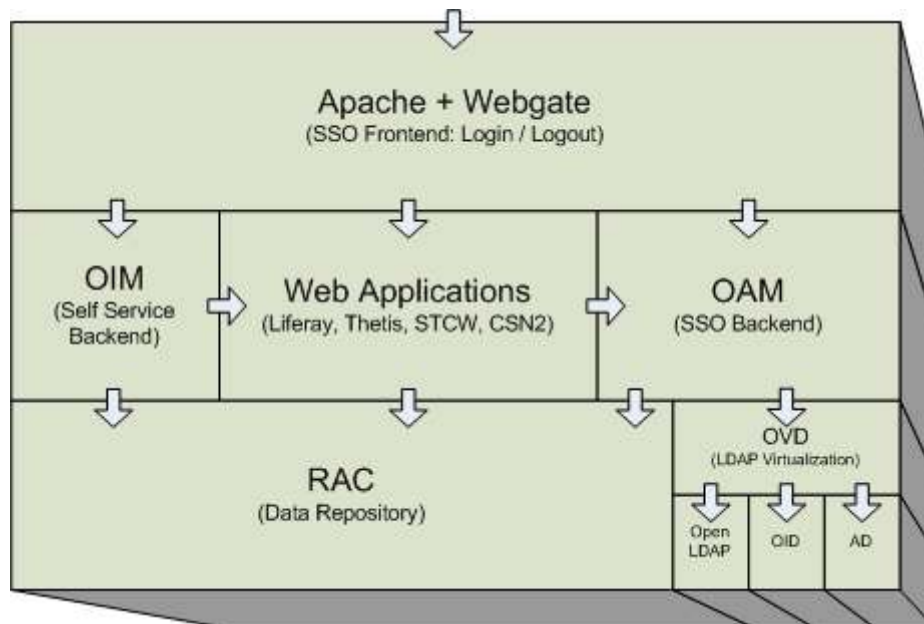 Apache + Webgate
(SSO Frontend: Login / Logout)
OIM
(Self Service
Backend)
Web Applications
(Liferay, Thetis, STCW, CSN2)
OAM
(SSO Backend)
RAC
(Data Repository)
OVD
(LDAP Virtualization)
Open
LDAP
OID
AD